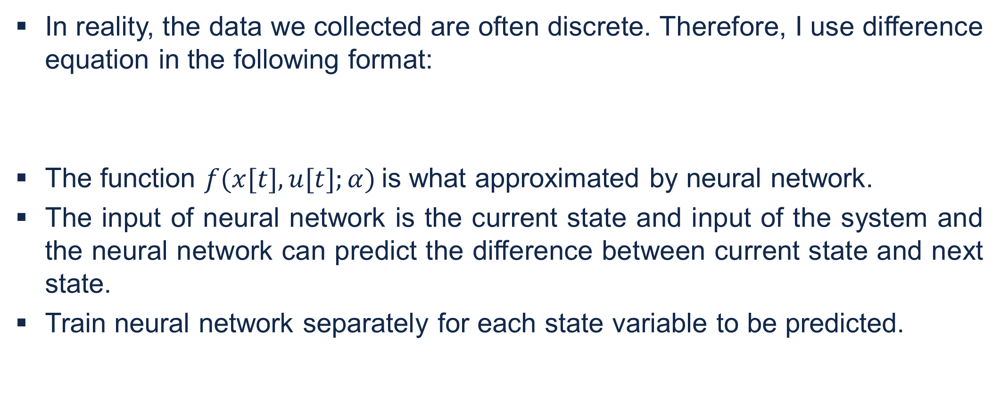 ▪ In reality, the data we collected are often discrete. Therefore, I use difference
equation in the following format:
▪ The function 𝑓(𝑥[𝑡], 𝑢[𝑡]; 𝛼) is what approximated by neural network.
▪ The input of neural network is the current state and input of the system and
the neural network can predict the difference between current state and next
state.
▪ Train neural network separately for each state variable to be predicted.